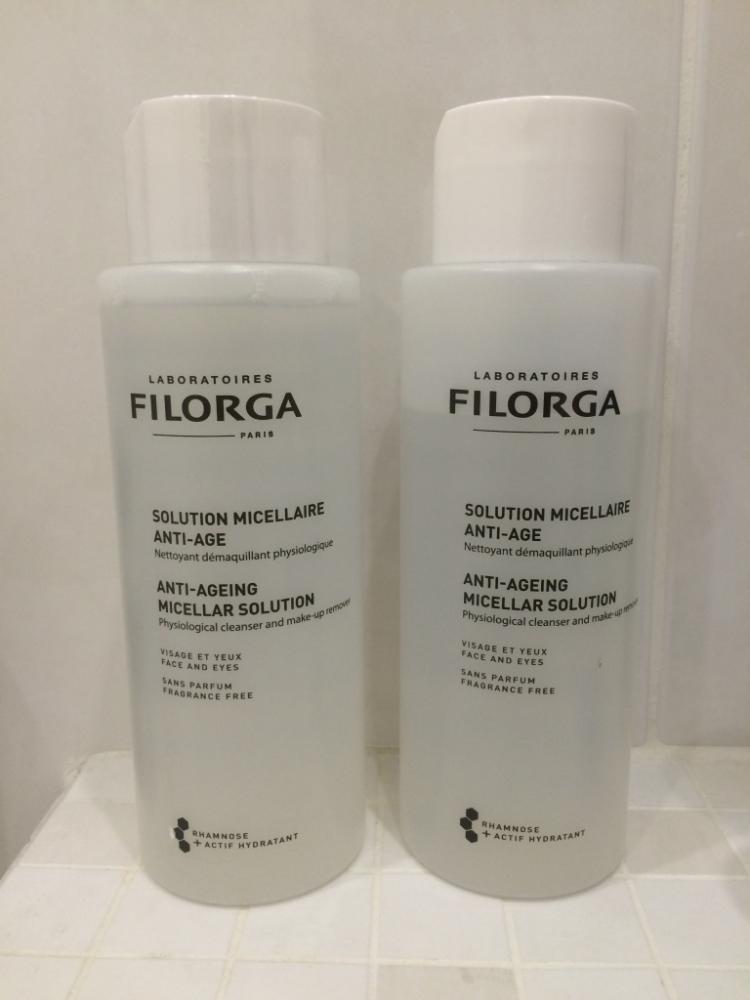 LABORATOIRES
FILORGA
PARIS
SOLUTION MICELLAIRE
ANTI-AGE
Nettoyant démaquillant physiologique
ANTI-AGEING
MICELLAR SOLUTION
Physiological cleanser and make-up remover
VISAGE ET YEUX
FACE AND EYES
SANS PARFUM
FRAGRANCE FREE
RHAMNOSE
+ ACTIF HYDRATANT
LABORATOIRES
FILORGA
PARIS
SOLUTION MICELLAIRE
ANTI-AGE
Nettoyant démaquillant physiologique
ANTI-AGEING
MICELLAR SOLUTION
Physiological cleanser and make-up remover
VISAGE ET YEUX
FACE AND EYES
SANS PARFUM
FRAGRANCE FREE
RHAMNOSE
+ ACTIF HYDRATANT